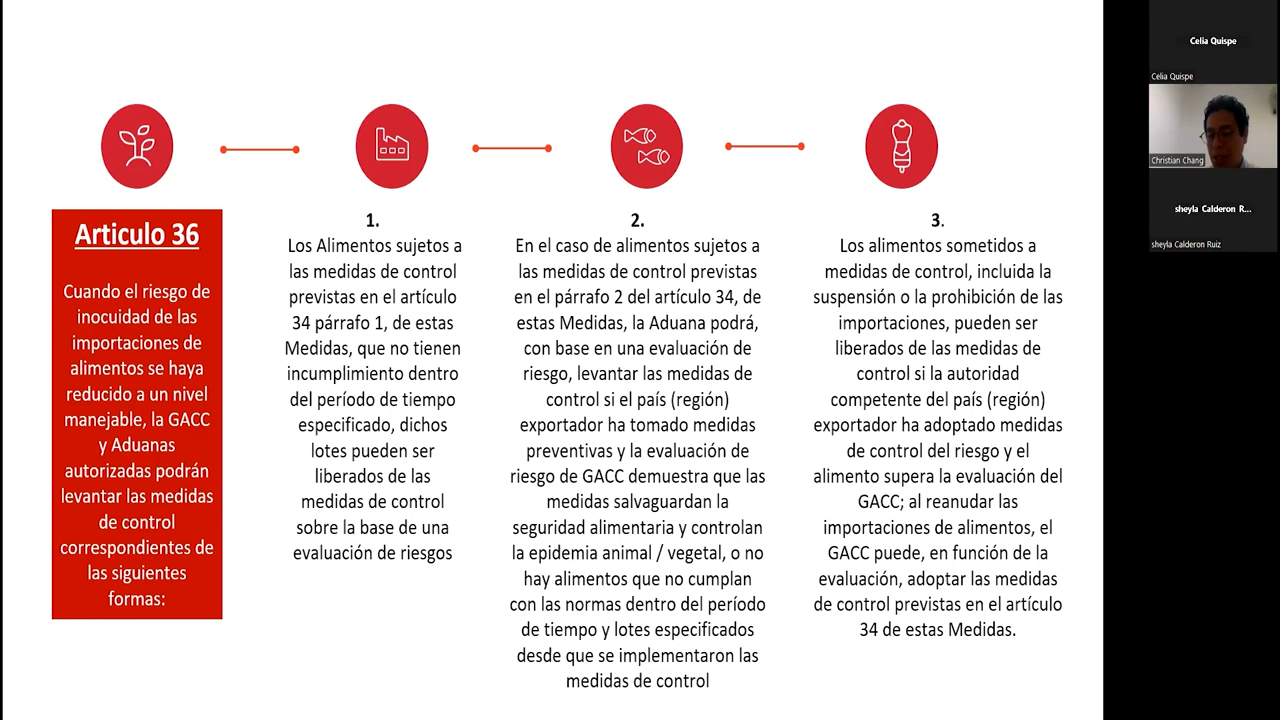 Articulo 36
Cuando el riesgo de
inocuidad de las
importaciones de
alimentos se haya
reducido a un nivel
manejable, la GACC
y Aduanas
autorizadas podrán
levantar las medidas
de control
correspondientes de
las siguientes
formas:
1.
Los Alimentos sujetos a
las medidas de control
previstas en el artículo
34 párrafo 1, de estas
Medidas, que no tienen
incumplimiento dentro
del período de tiempo
especificado, dichos
lotes pueden ser
liberados de las
medidas de control
sobre la base de una
evaluación de riesgos
2.
En el caso de alimentos sujetos a
las medidas de control previstas
en el párrafo 2 del artículo 34, de
estas Medidas, la Aduana podrá,
con base en una evaluación de
riesgo, levantar las medidas de
control si el país (región)
exportador ha tomado medidas
preventivas y la evaluación de
riesgo de GACC demuestra que las
medidas salvaguardan la
seguridad alimentaria y controlan
la epidemia animal / vegetal, o no
hay alimentos que no cumplan
con las normas dentro del período
de tiempo y lotes especificados
desde que se implementaron las
medidas de control
3.
Los alimentos sometidos a
medidas de control, incluida la
suspensión o la prohibición de las
importaciones, pueden ser
liberados de las medidas de
control si la autoridad
competente del país (región)
exportador ha adoptado medidas
de control del riesgo y el
alimento supera la evaluación del
GACC; al reanudar las
importaciones de alimentos, el
GACC puede, en función de la
evaluación, adoptar las medidas
de control previstas en el artículo
34 de estas Medidas.
Celia Quispe
Celia Quispe
Christian Chang
sheyla Calderon R...
sheyla Calderon Ruiz